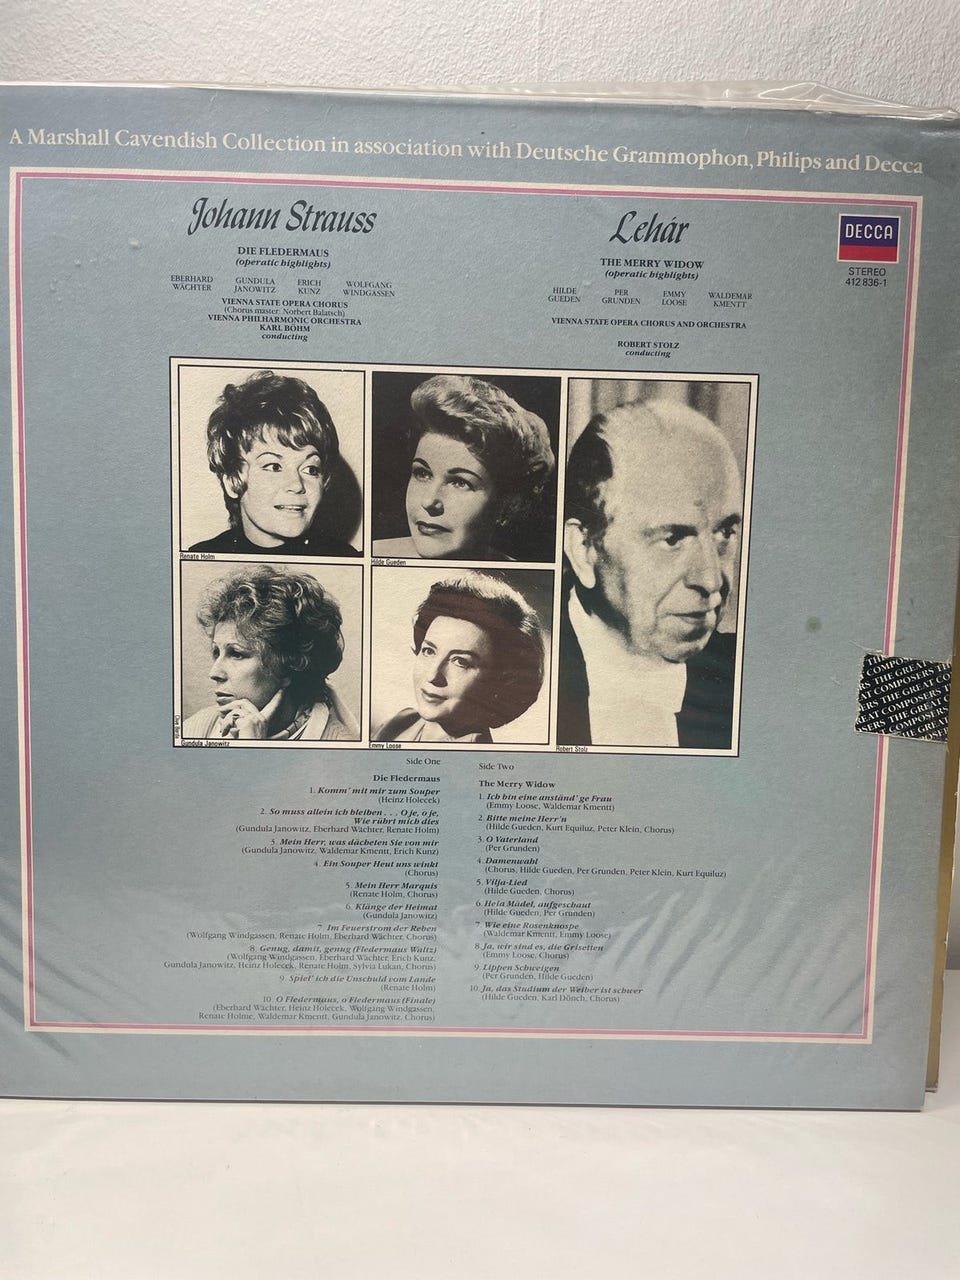 A Marshall Cavendish Collection in association with Deutsche Grammophon, Philips and Decca
Johann Strauss
DIE FLEDERMAUS
(operatic highlights)
EBERHARD WÄCHTER
GUNDULA JANOWITZ
ERICH KUNZ
WOLFGANG WINDGASSEN
VIENNA STATE OPERA CHORUS
(Chorus master: Norbert Balatsch)
VIENNA PHILHARMONIC ORCHESTRA
KARL BÖHM
conducting
Lehár
THE MERRY WIDOW
(operatic highlights)
HILDE GUEDEN
PER GRUNDEN
EMMY LOOSE
WALDEMAR KMENTT
VIENNA STATE OPERA CHORUS AND ORCHESTRA
ROBERT STOLZ
conducting
DECCA
STEREO
412 836-1
Renate Holm
Hilde Gueden
Gundula Janowitz
Emmy Loose
Robert Stolz
THE GREAT COMPOSERS
Side One
Die Fledermaus
1. Komm' mit mir zum Souper
(Heinz Holecek)
2. So muss allein ich bleiben . . . O je, o je,
Wie rührt mich dies
(Gundula Janowitz, Eberhard Wächter, Renate Holm)
3. Mein Herr, was dächten Sie von mir
(Gundula Janowitz, Waldemar Kmentt, Erich Kunz)
4. Ein Souper Heut uns winkt
(Chorus)
5. Mein Herr Marquis
(Renate Holm, Chorus)
6. Klänge der Heimat
(Gundula Janowitz)
7. Im Feuerstrom der Reben
(Wolfgang Windgassen, Renate Holm, Eberhard Wächter, Chorus)
8. Genug, damit, genug (Fledermaus Waltz)
(Wolfgang Windgassen, Eberhard Wächter, Erich Kunz,
Gundula Janowitz, Heinz Holecek, Renate Holm, Sylvia Lukan, Chorus)
9. Spiel' ich die Unschuld vom Lande
(Renate Holm)
10. O Fledermaus, o Fledermaus (Finale)
(Eberhard Wächter, Heinz Holecek, Wolfgang Windgassen,
Renate Holme, Waldemar Kmentt, Gundula Janowitz, Chorus)
Side Two
The Merry Widow
1. Ich bin eine anständ'ge Frau
(Emmy Loose, Waldemar Kmentt)
2. Bitte meine Herr'n
(Hilde Gueden, Kurt Equiluz, Peter Klein, Chorus)
3. O Vaterland
(Per Grunden)
4. Damenwahl
(Chorus, Hilde Gueden, Per Grunden, Peter Klein, Kurt Equiluz)
5. Vilja-Lied
(Hilde Gueden, Chorus)
6. Heia Mädel, aufgeschaut
(Hilde Gueden, Per Grunden)
7. Wie eine Rosenknospe
(Waldemar Kmentt, Emmy Loose)
8. Ja, wir sind es, die Grisetten
(Emmy Loose, Chorus)
9. Lippen Schweigen
(Per Grunden, Hilde Gueden)
10. Ja, das Studium der Weiber ist schwer
(Hilde Gueden, Karl Dönch, Chorus)